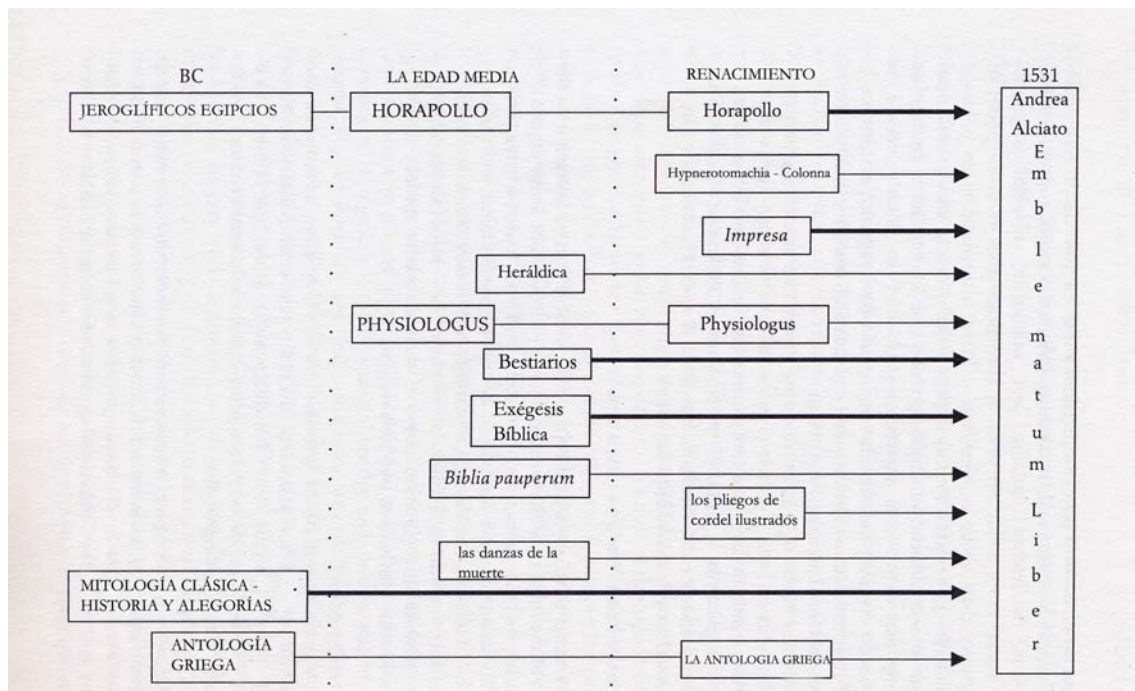 BC
LA EDAD MEDIA
RENACIMIENTO
1531
JEROGLÍFICOS EGIPCIOS
HORAPOLLO
Horapollo
Andrea
Alciato
E
m
b
l
e
m
a
t
u
m
L
i
b
e
r
Hypnerotomachia - Colonna
Impresa
Heráldica
PHYSIOLOGUS
Physiologus
Bestiarios
Exégesis
Bíblica
Biblia pauperum
los pliegos de
cordel ilustrados
las danzas de la
muerte
MITOLOGÍA CLÁSICA -
HISTORIA Y ALEGORÍAS
ANTOLOGÍA
GRIEGA
LA ANTOLOGIA GRIEGA